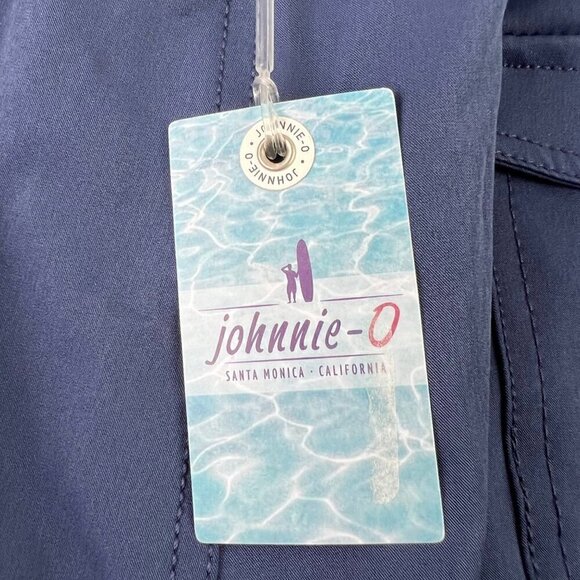 • JOHNNIE-O •
JOHNNIE-O
johnnie-O
SANTA MONICA · CALIFORNIA